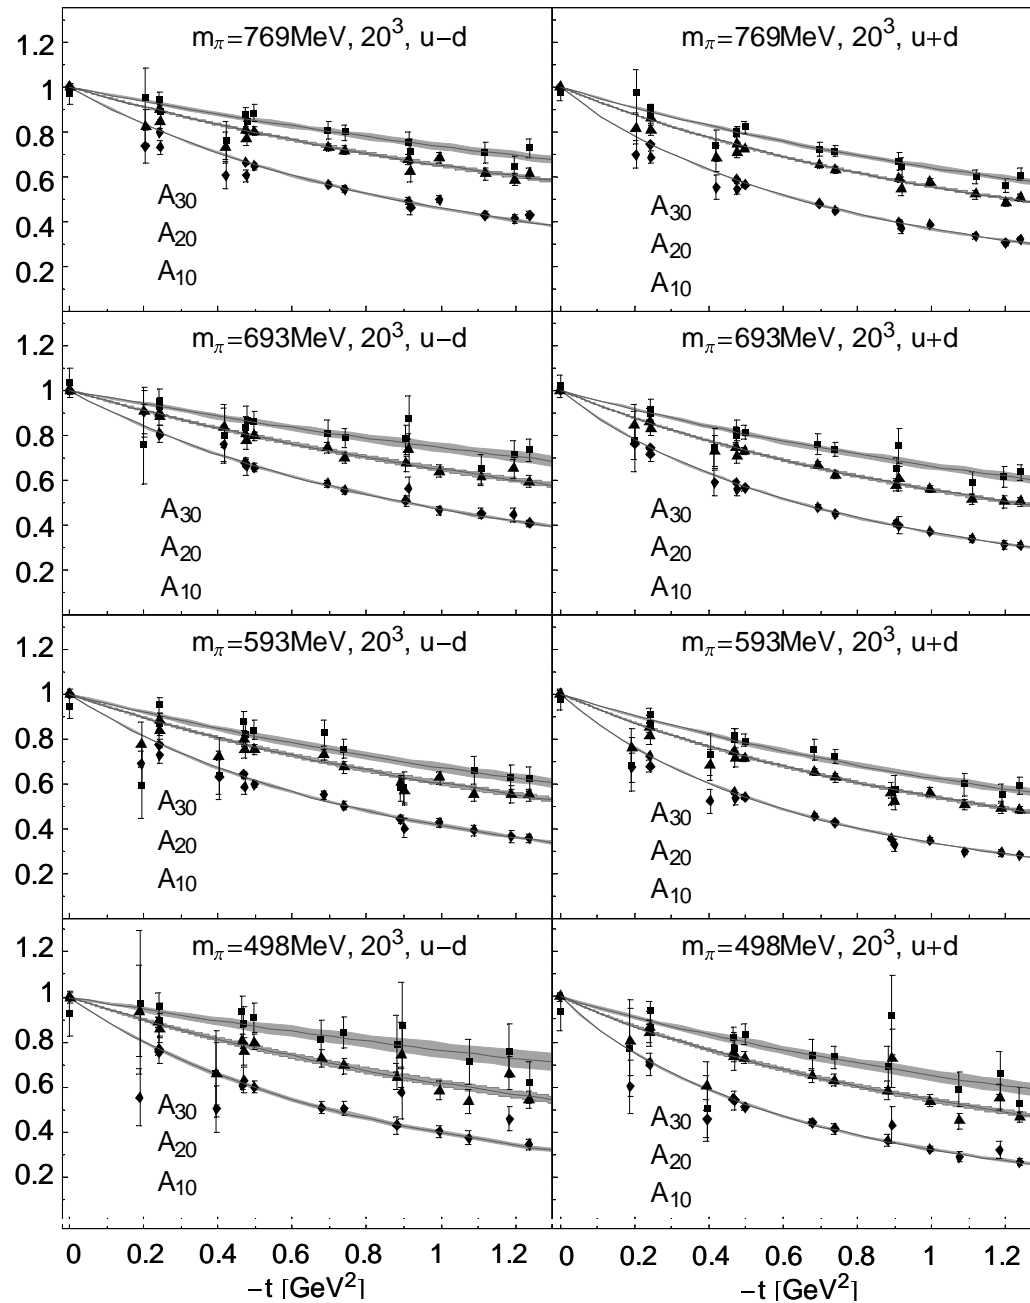 1.2
1
0.8
0.6
0.4
0.2
mπ=769MeV, 20³, u−d
A30
A20
A10
mπ=769MeV, 20³, u+d
A30
A20
A10
1.2
1
0.8
0.6
0.4
0.2
mπ=693MeV, 20³, u−d
A30
A20
A10
mπ=693MeV, 20³, u+d
A30
A20
A10
1.2
1
0.8
0.6
0.4
0.2
mπ=593MeV, 20³, u−d
A30
A20
A10
mπ=593MeV, 20³, u+d
A30
A20
A10
1.2
1
0.8
0.6
0.4
0.2
mπ=498MeV, 20³, u−d
A30
A20
A10
mπ=498MeV, 20³, u+d
A30
A20
A10
0 0.2 0.4 0.6 0.8 1 1.2
0 0.2 0.4 0.6 0.8 1 1.2
−t [GeV²]
−t [GeV²]